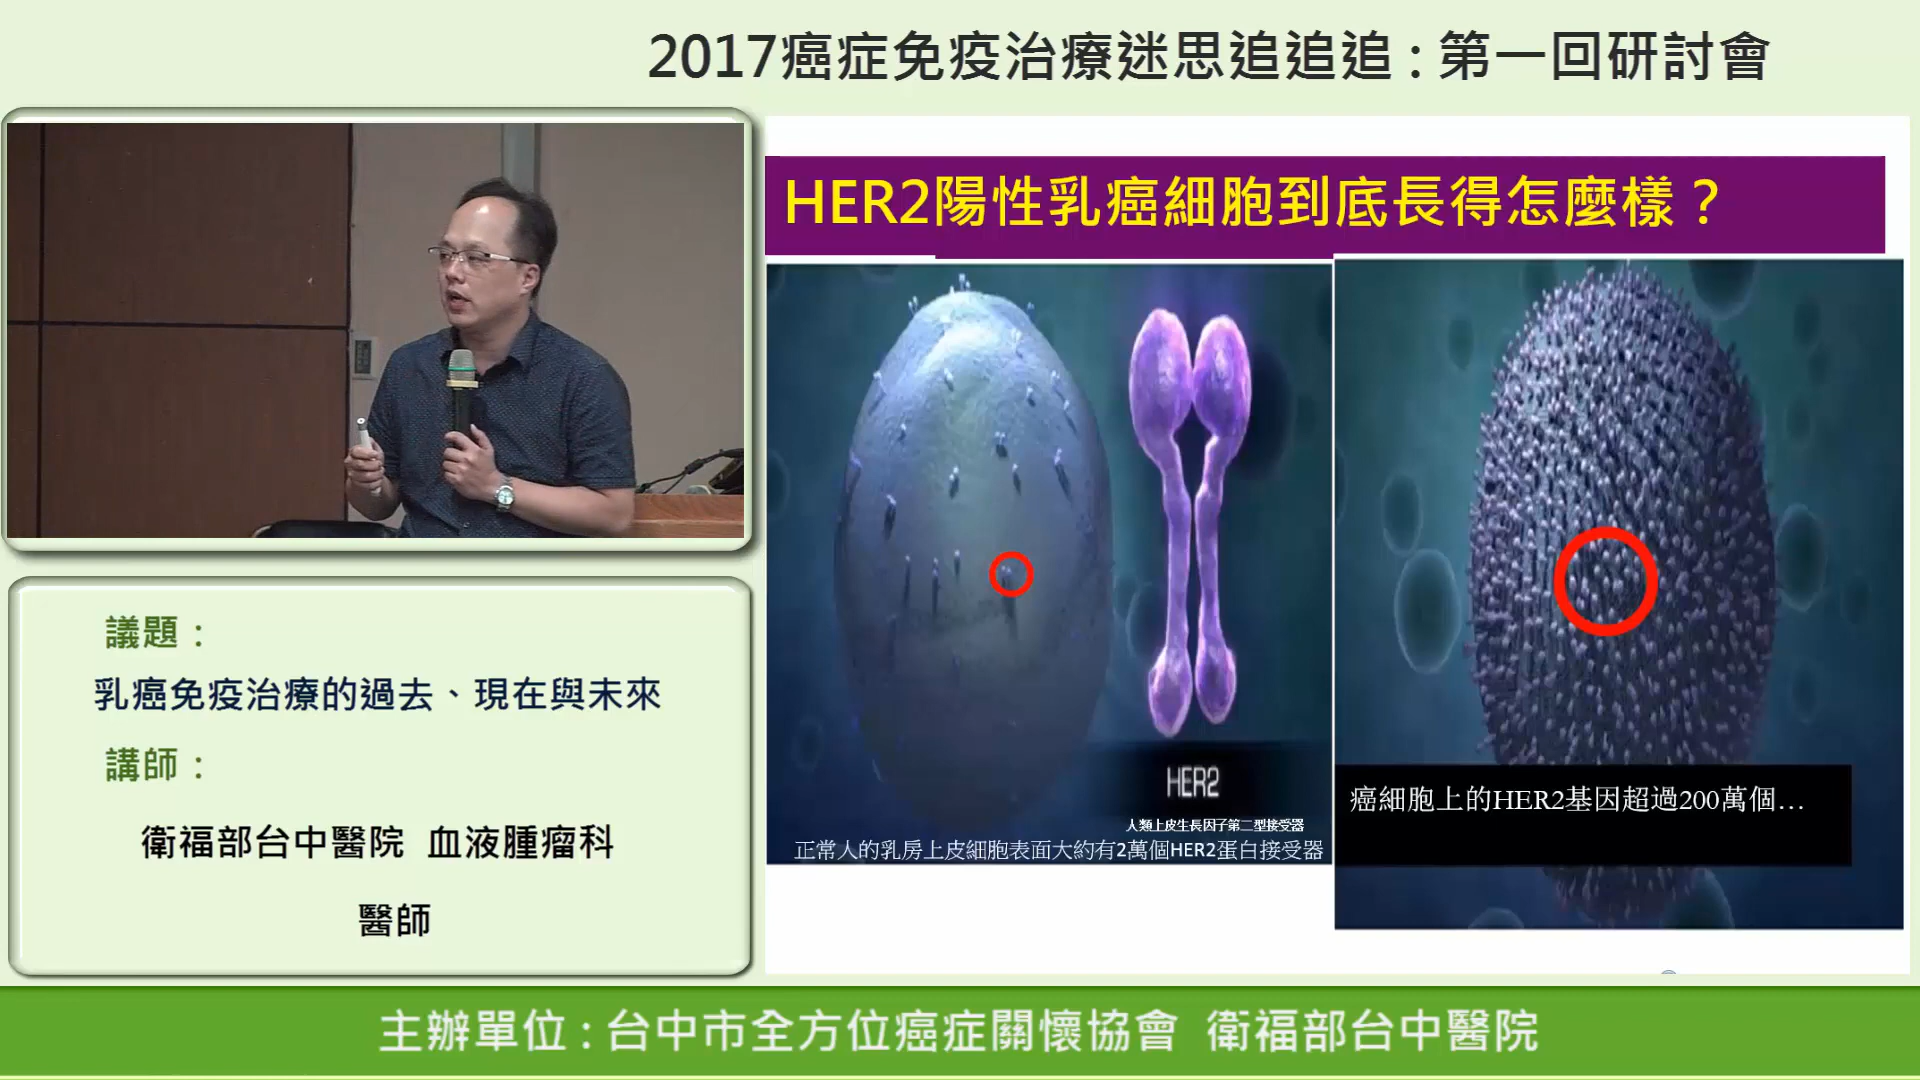 2017癌症免疫治療迷思追追追：第一回研討會
HER2陽性乳癌細胞到底長得怎麼樣？
HER2
人類上皮生長因子第二型接受器
正常人的乳房上皮細胞表面大約有2萬個HER2蛋白接受器
癌細胞上的HER2基因超過200萬個…
議題：
乳癌免疫治療的過去、現在與未來
講師：
衛福部台中醫院 血液腫瘤科
醫師
主辦單位：台中市全方位癌症關懷協會 衛福部台中醫院